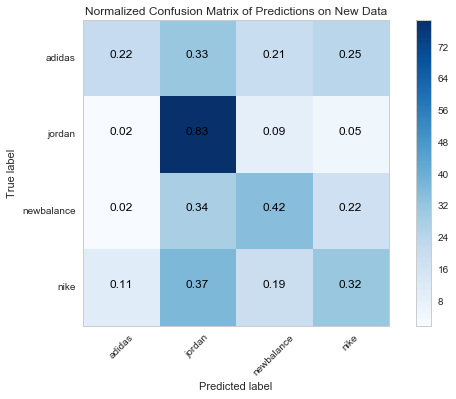 Normalized Confusion Matrix of Predictions on New Data
adidas 0.22 0.33 0.21 0.25
jordan 0.02 0.83 0.09 0.05
newbalance 0.02 0.34 0.42 0.22
nike 0.11 0.37 0.19 0.32
True label
adidas jordan newbalance nike
Predicted label
72
64
56
48
40
32
24
16
8